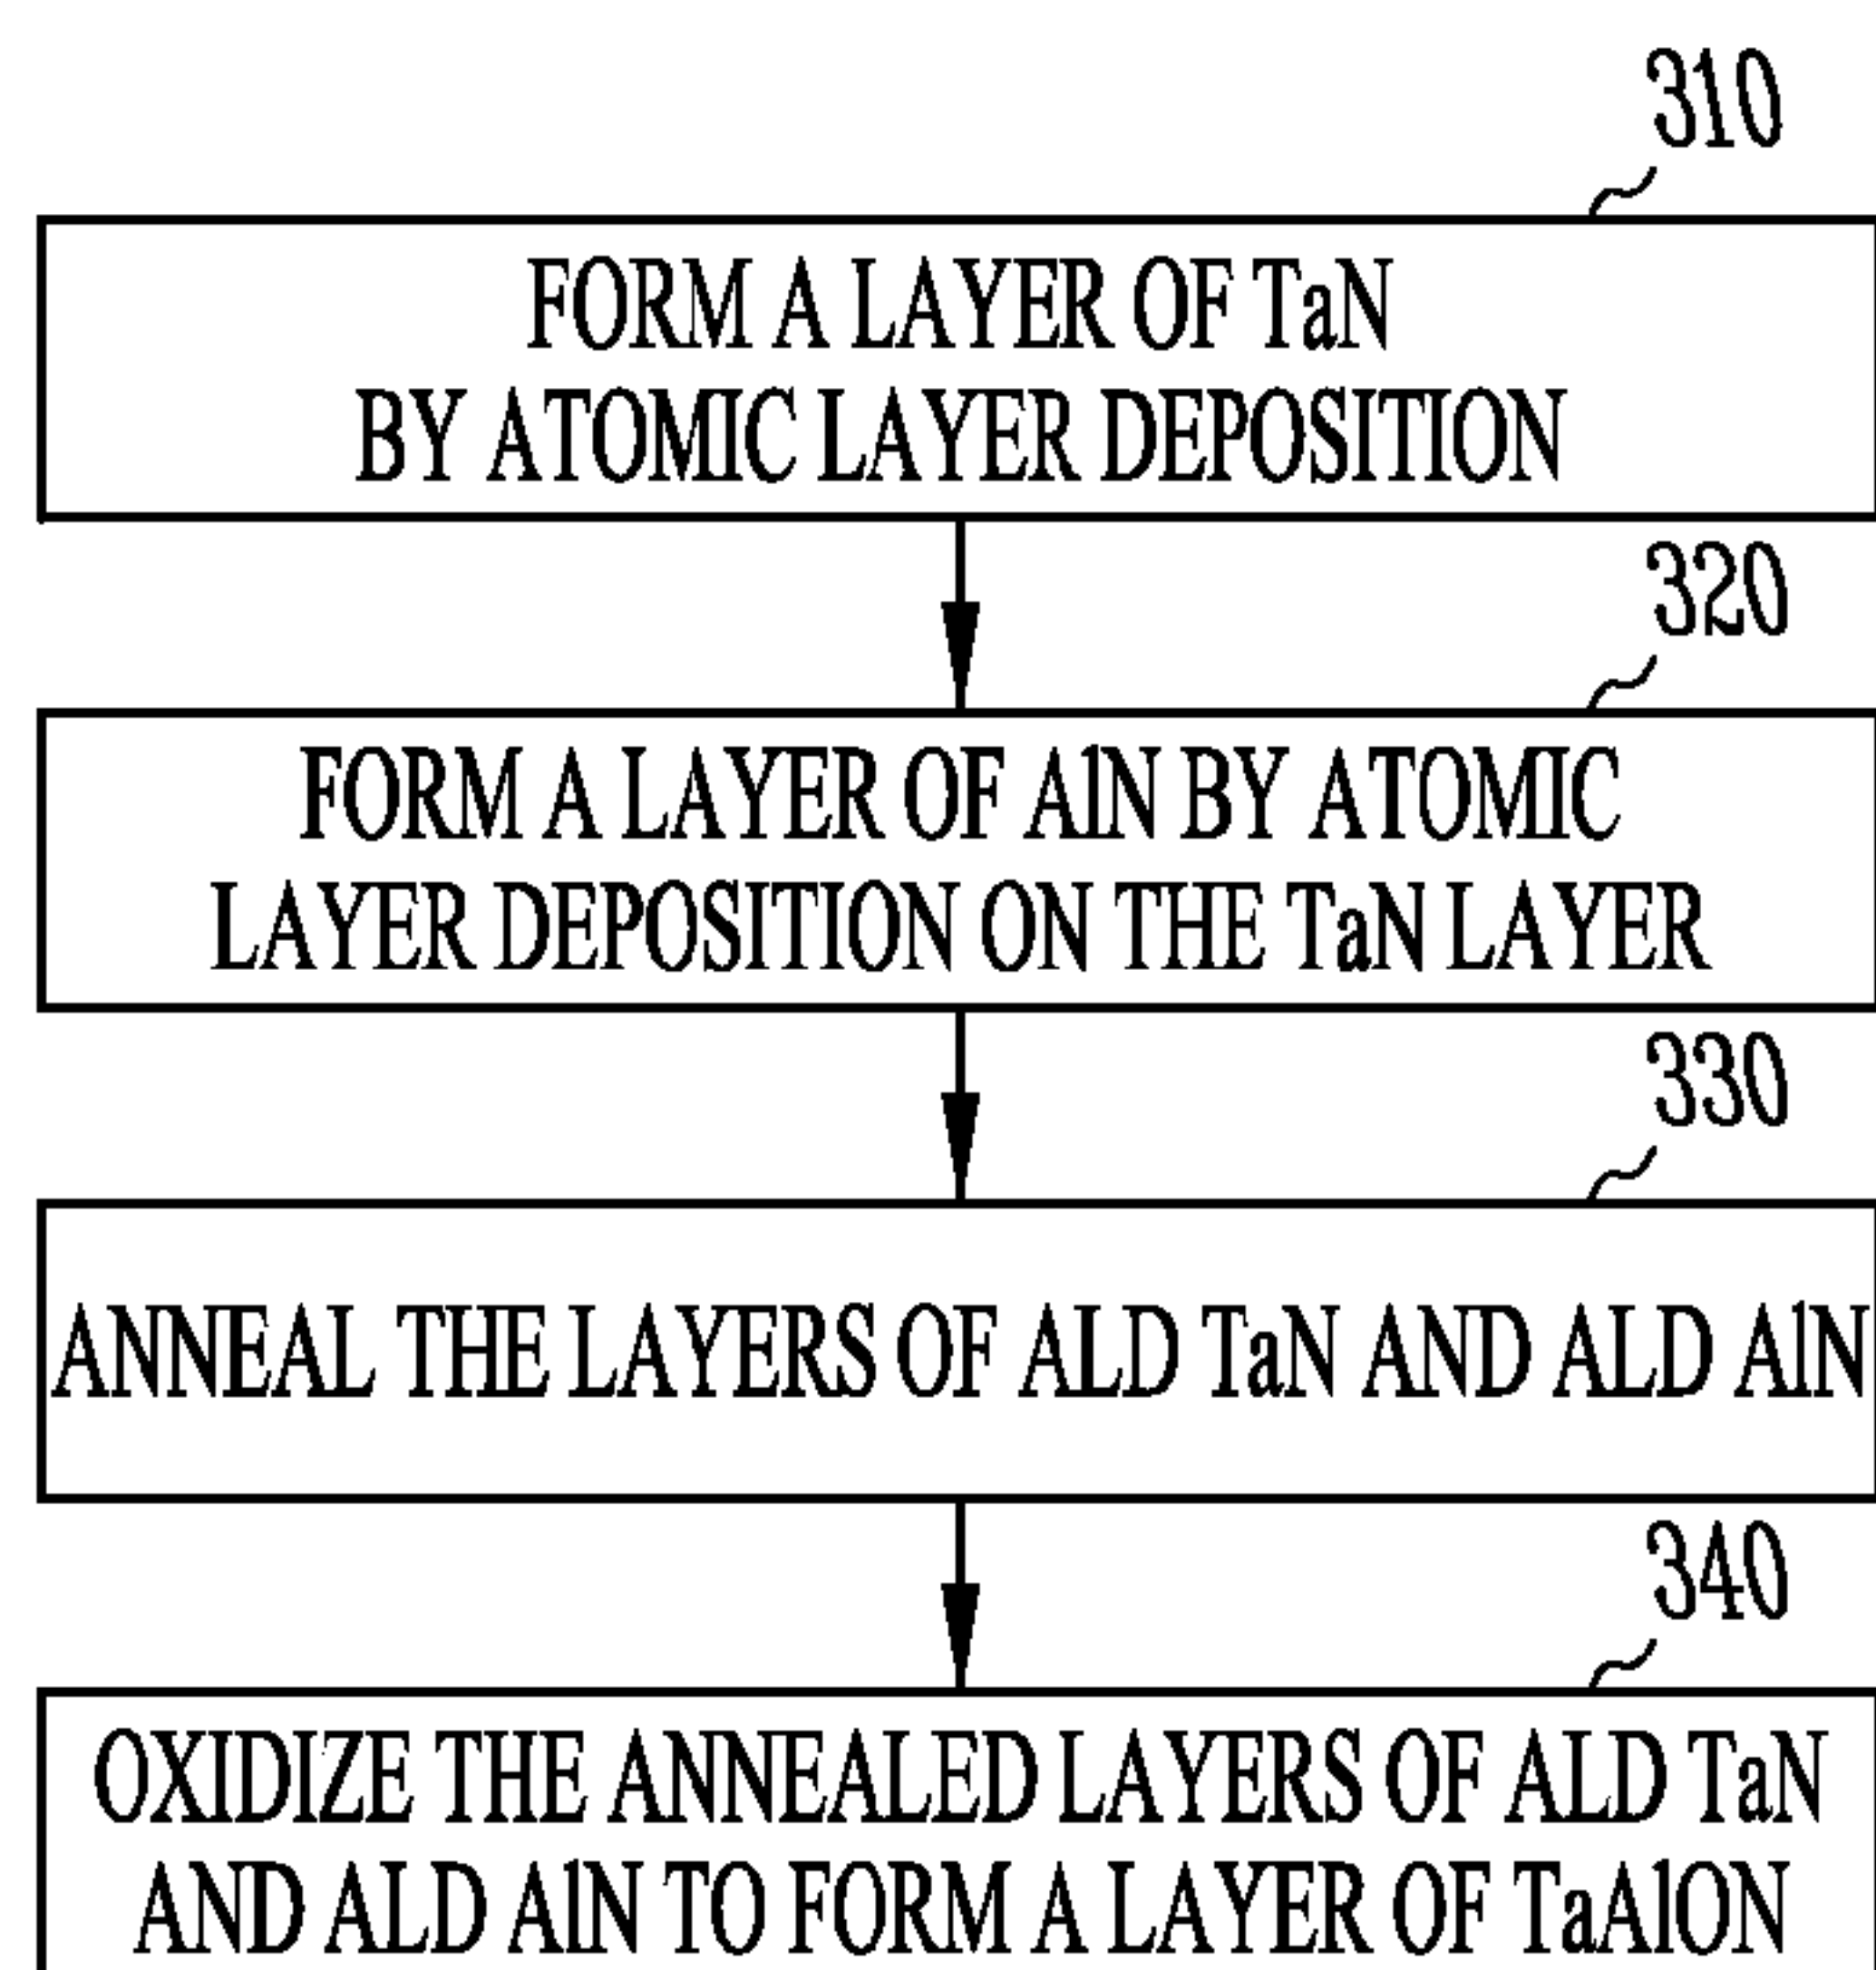 310
FORM A LAYER OF TaN
BY ATOMIC LAYER DEPOSITION
320
FORM A LAYER OF AlN BY ATOMIC
LAYER DEPOSITION ON THE TaN LAYER
330
ANNEAL THE LAYERS OF ALD TaN AND ALD AlN
340
OXIDIZE THE ANNEALED LAYERS OF ALD TaN
AND ALD AlN TO FORM A LAYER OF TaAlON